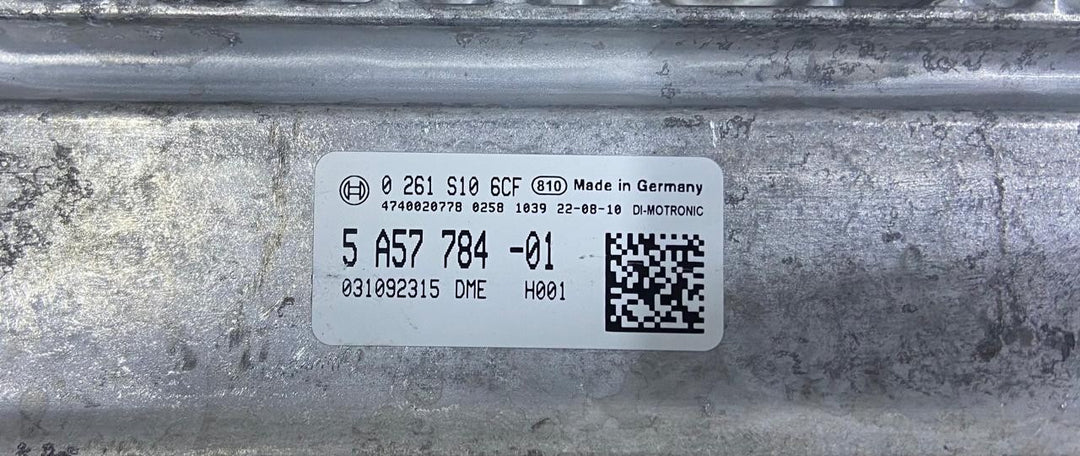 0 261 S10 6CF 810 Made in Germany
4740020778 0258 1039 22-08-10 DI-MOTRONIC
5 A57 784 -01
031092315 DME H001